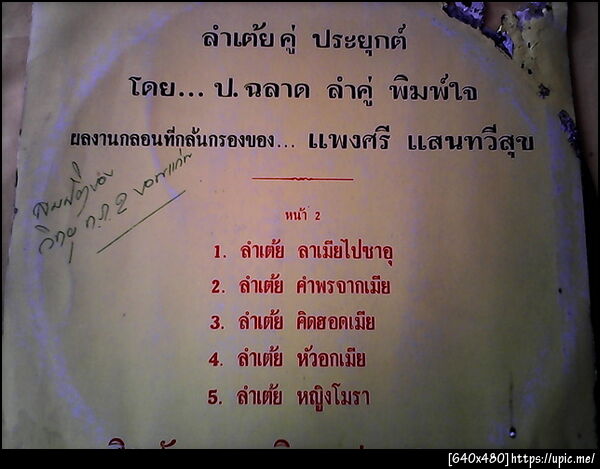 ลำเต้ย คู่ ประยุกต์
โดย... ป. ฉลาด ลำคู่ พิมพ์ใจ
ผลงานกลอนที่กลั่นกรองของ... แพงศรี แสนทวีสุข
หน้า 2
1. ลำเต้ย ลาเมียไปซาอุ
2. ลำเต้ย คำพรจากเมีย
3. ลำเต้ย คิดฮอดเมีย
4. ลำเต้ย หัวอกเมีย
5. ลำเต้ย หญิงโมรา
[640x480]https://upic.me/